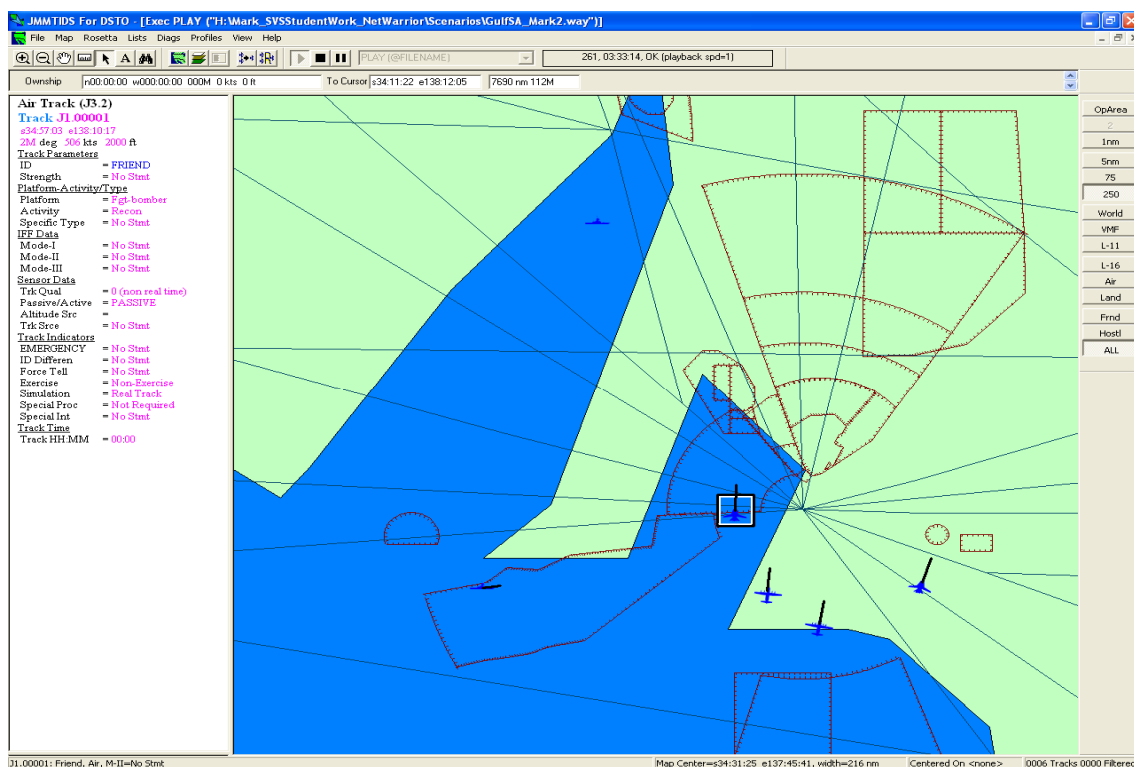 JMMTIDS For DSTO - [Exec PLAY ("H:\Mark_SVSStudentWork_NetWarrior\Scenarios\GulfSA_Mark2.way")]
File Map Rosetta Lists Diags Profiles View Help
A PLAY (@FILENAME) 261, 03:33:14, OK (playback spd=1)
Ownship n00:00:00 w000:00:00 000M 0 kts 0 ft To Cursor s34:11:22 e138:12:05 7690 nm 112M
Air Track (J3.2)
Track J1.00001
s34:57:03 e138:10:17
2M deg 506 kts 2000 ft
Track Parameters
ID = FRIEND
Strength = No Stmt
Platform-Activity/Type
Platform = Fgt-bomber
Activity = Recon
Specific Type = No Stmt
IFF Data
Mode-I = No Stmt
Mode-II = No Stmt
Mode-III = No Stmt
Sensor Data
Trk Qual = 0 (non real time)
Passive/Active = PASSIVE
Altitude Src =
Trk Srce = No Stmt
Track Indicators
EMERGENCY = No Stmt
ID Differen = No Stmt
Force Tell = No Stmt
Exercise = Non-Exercise
Simulation = Real Track
Special Proc = Not Required
Special Int = No Stmt
Track Time
Track HH:MM = 00:00
OpArea
2
1nm
5nm
75
250
World
VMF
L-11
L-16
Air
Land
Frnd
Hostl
ALL
J1.00001: Friend, Air, M-II=No Stmt Map Center=s34:31:25 e137:45:41, width=216 nm Centered On <none> 0006 Tracks 0000 Filtered